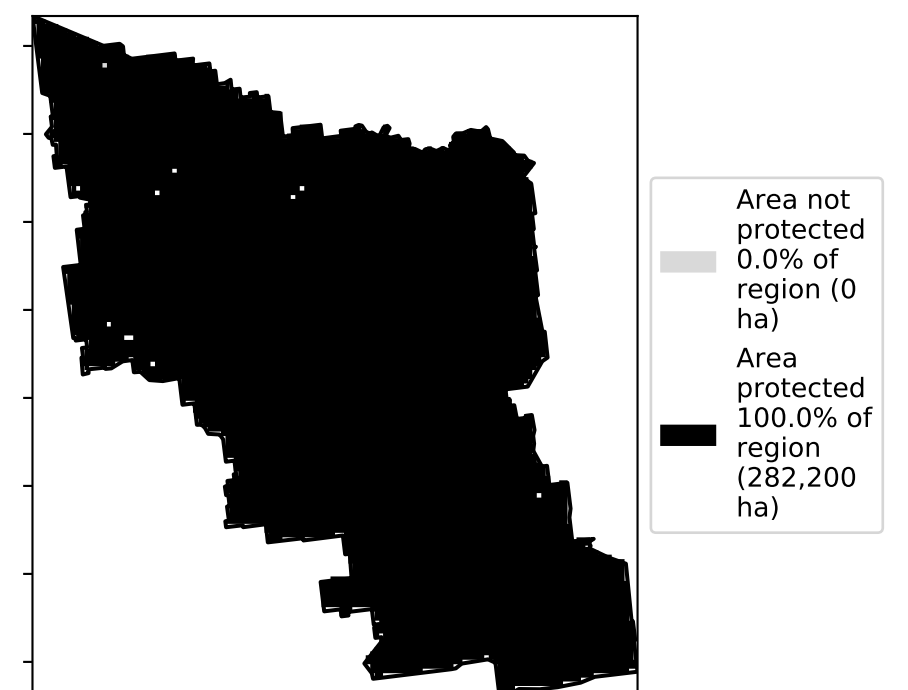 Area not
protected
0.0% of
region (0
ha)
Area
protected
100.0% of
region
(282,200
ha)